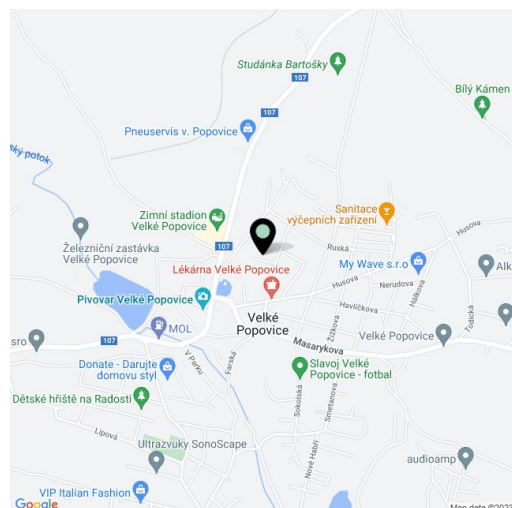 Studánka Bartošky
107
Bílý Kámen
107
Pneuservis v. Popovice
ký potok
Zimní stadion
Velké Popovice
Sanitace
výčepních zařízení
Husova
107
Železniční zastávka
Velké Popovice
Ruská
My Wave s.r.o
Alk
Lékárna Velké Popovice
Husova
Nerudova
Pivovar Velké Popovice
Havlíčkova
Hálkova
Todická
Velké
Popovice
MOL
Žižkova
Velké Popovice
sro
107
Masarykova
V Parku
Farská
Donate - Darujte
domovu styl
Slavoj Velké
Popovice - fotbal
Dětské hřiště na Radosti
Sokolská
Smetanova
Lipová
Ultrazvuky SonoScape
Nové Habří
audioamp
VIP Italian Fashion
Google
Map data ©2023